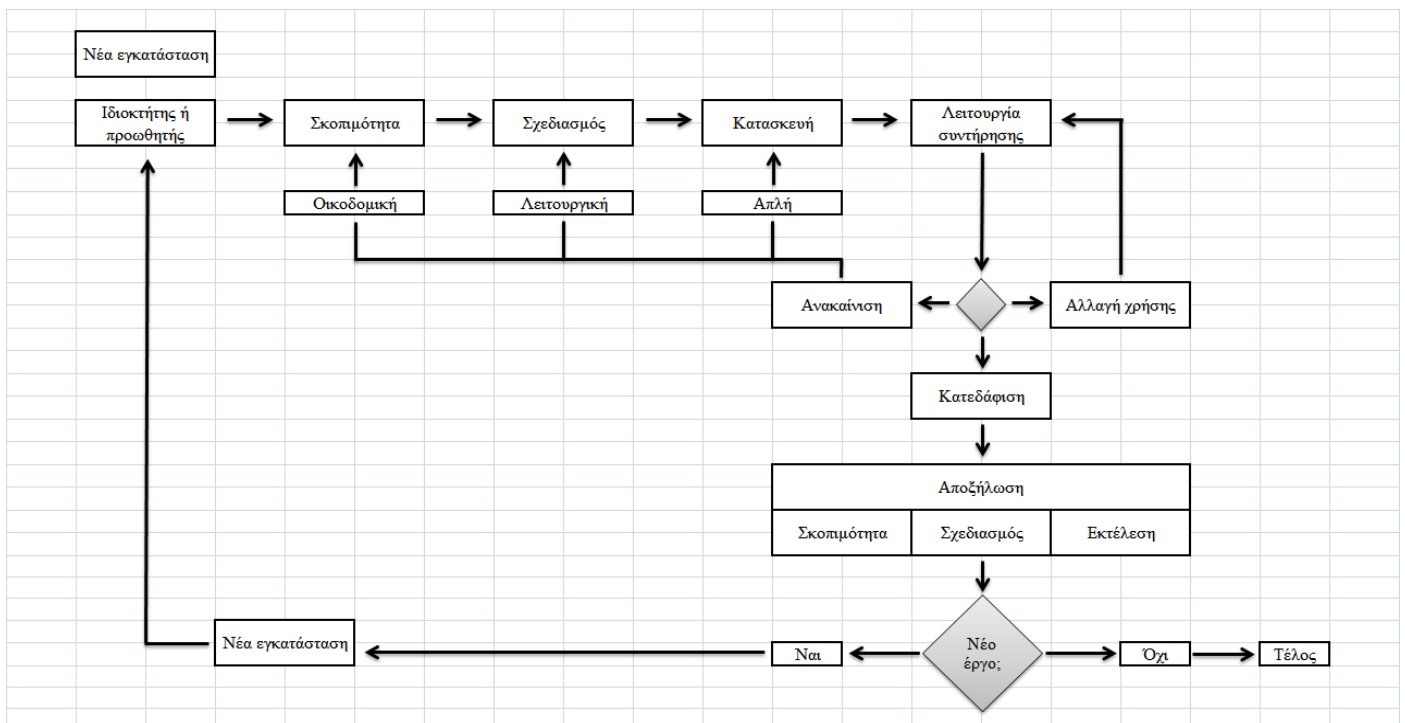 Νέα εγκατάσταση
Ιδιοκτήτης ή
προωθητής
Σκοπιμότητα
Σχεδιασμός
Κατασκευή
Λειτουργία
συντήρησης
Οικοδομική
Λειτουργική
Απλή
Ανακαίνιση
Αλλαγή χρήσης
Κατεδάφιση
Αποξήλωση
Σκοπιμότητα
Σχεδιασμός
Εκτέλεση
Νέα εγκατάσταση
Ναι
Νέο
έργο;
Όχι
Τέλος